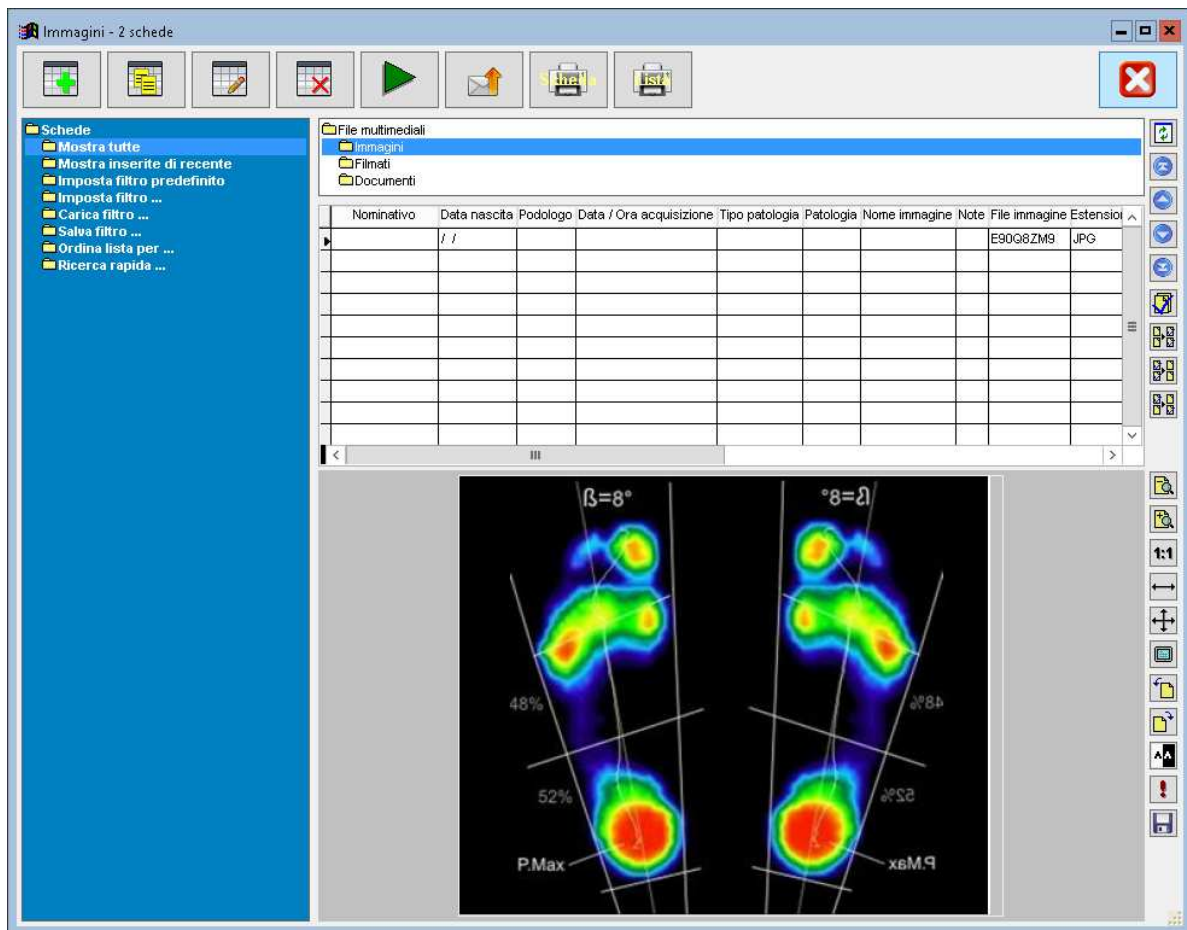 Immagini - 2 schede
Scheda lista
Schede
Mostra tutte
Mostra inserite di recente
Imposta filtro predefinito
Imposta filtro ...
Carica filtro ...
Salva filtro ...
Ordina lista per ...
Ricerca rapida ...
File multimediali
Immagini
Filmati
Documenti
Nominativo Data nascita Podologo Data / Ora acquisizione Tipo patologia Patologia Nome immagine Note File immagine Estensio
/ / E90Q8ZM9 JPG
1:1
AA
ß=8° ß=8°
48% 48%
52% 52%
P.Max P.Max